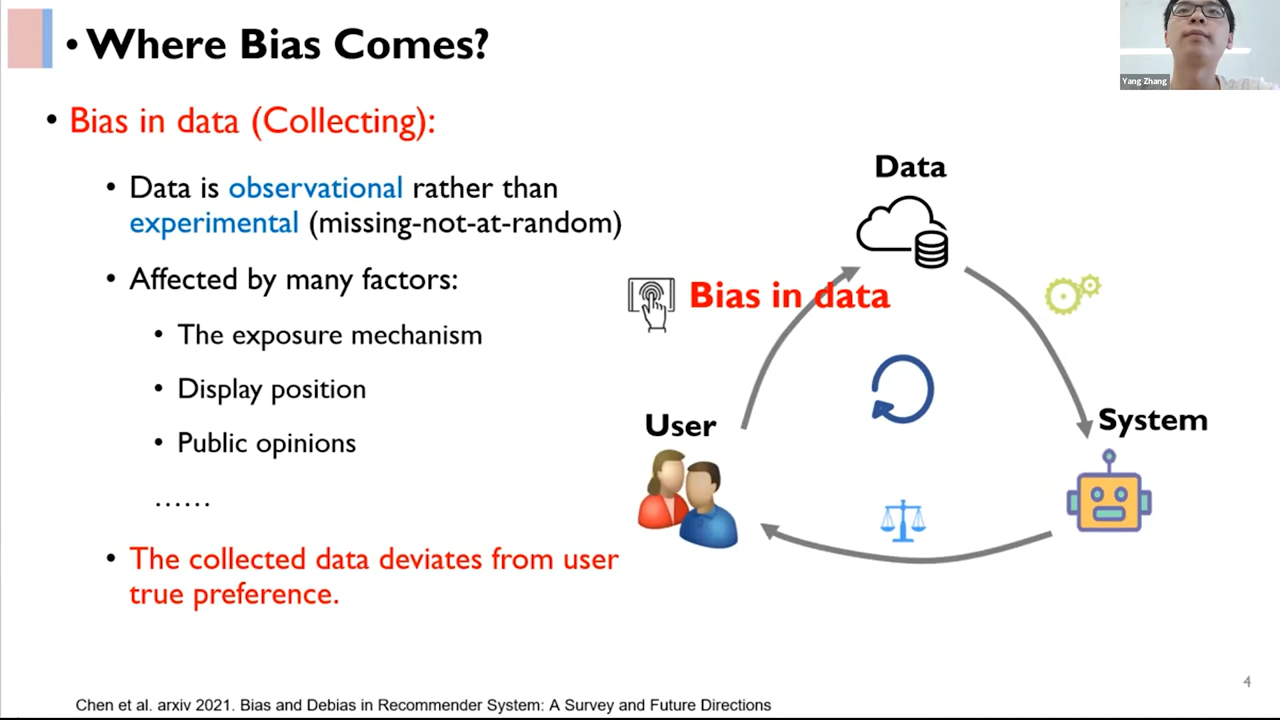 • Where Bias Comes?
Yang Zhang
• Bias in data (Collecting):
• Data is observational rather than
experimental (missing-not-at-random)
• Affected by many factors:
• The exposure mechanism
• Display position
• Public opinions
......
• The collected data deviates from user
true preference.
Data
Bias in data
User
System
4
Chen et al. arxiv 2021. Bias and Debias in Recommender System: A Survey and Future Directions